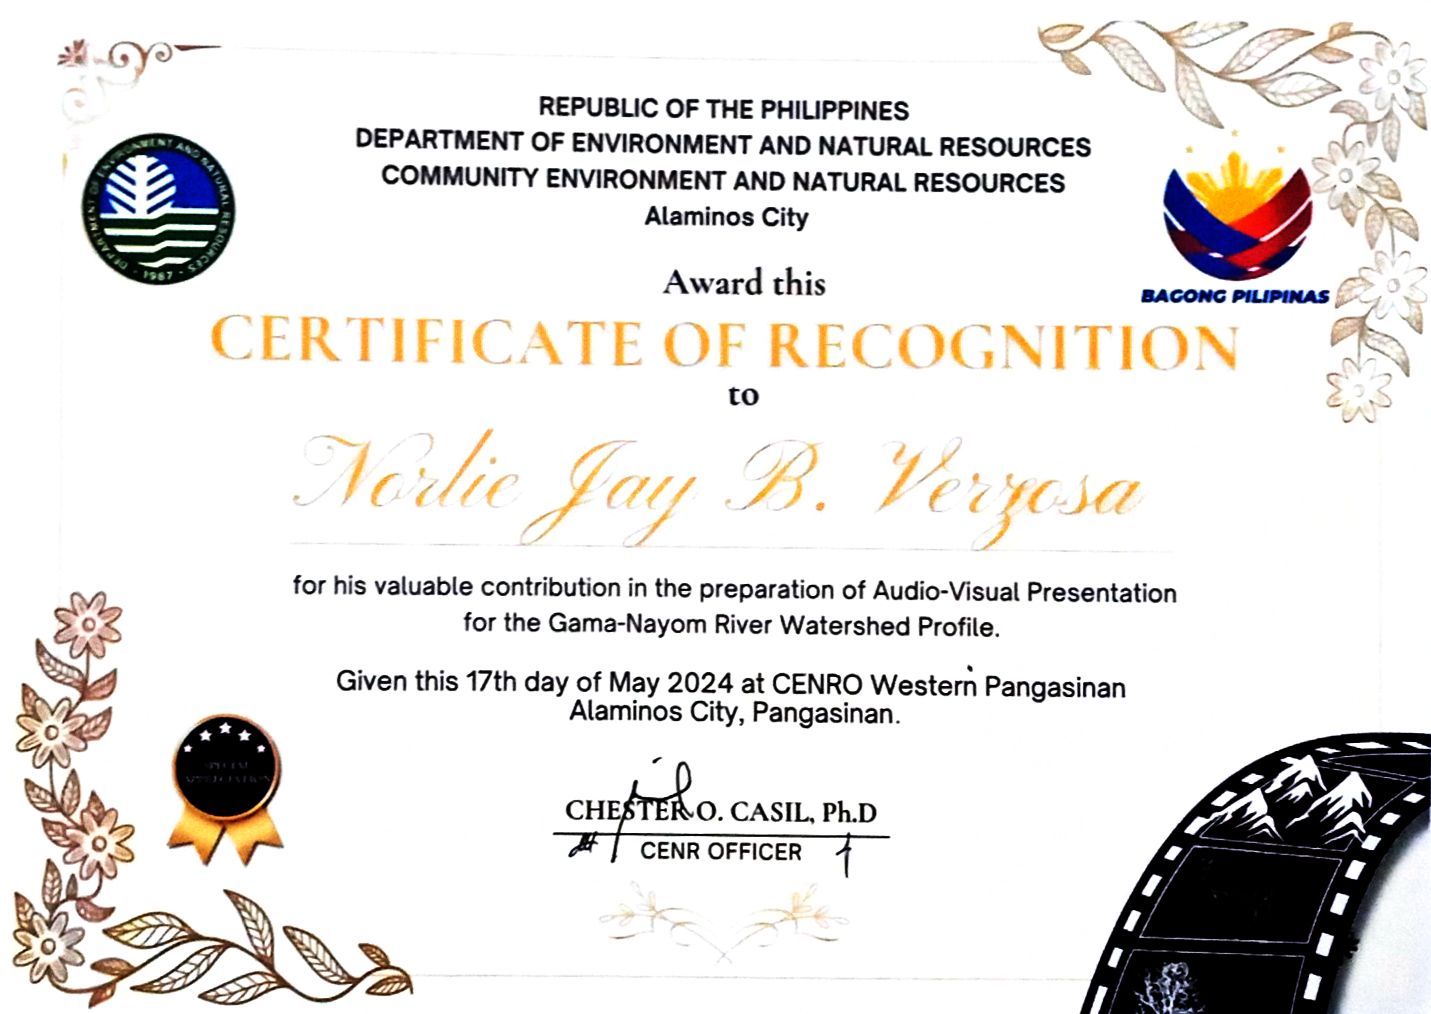 REPUBLIC OF THE PHILIPPINES
DEPARTMENT OF ENVIRONMENT AND NATURAL RESOURCES
COMMUNITY ENVIRONMENT AND NATURAL RESOURCES
Alaminos City
DEPARTMENT OF ENVIRONMENT AND NATURAL RESOURCES
1987
BAGONG PILIPINAS
Award this
CERTIFICATE OF RECOGNITION
to
Norlie Jay B. Verzosa
for his valuable contribution in the preparation of Audio-Visual Presentation
for the Gama-Nayom River Watershed Profile.
Given this 17th day of May 2024 at CENRO Western Pangasinan
Alaminos City, Pangasinan.
SPECIAL
APPRECIATION
CHESTER O. CASIL, Ph.D
CENR OFFICER